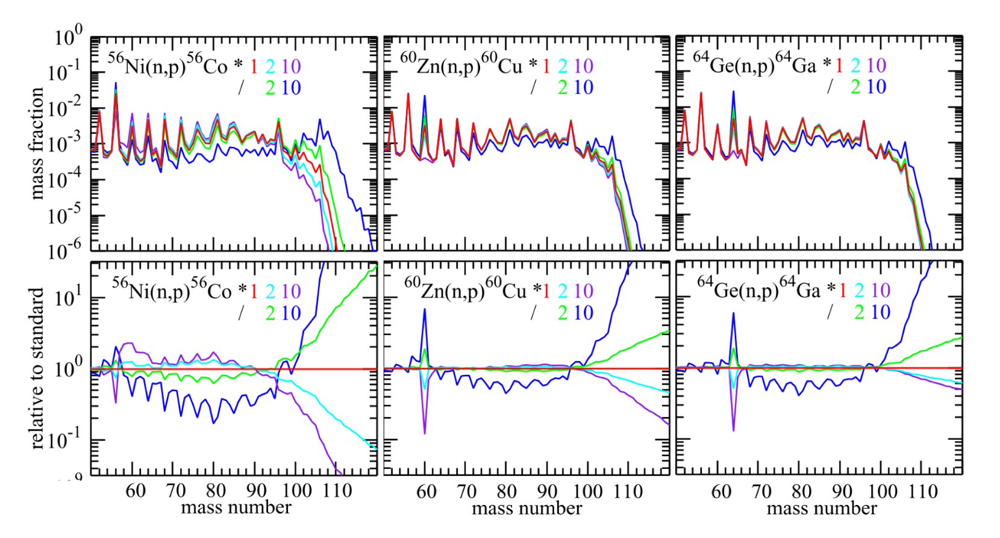 10^0
10^-1
10^-2
10^-3
10^-4
10^-5
10^-6
mass fraction
^56Ni(n,p)^56Co * 1 2 10
/ 2 10
^60Zn(n,p)^60Cu * 1 2 10
/ 2 10
^64Ge(n,p)^64Ga * 1 2 10
/ 2 10
10^1
10^0
10^-1
relative to standard
^56Ni(n,p)^56Co * 1 2 10
/ 2 10
^60Zn(n,p)^60Cu * 1 2 10
/ 2 10
^64Ge(n,p)^64Ga * 1 2 10
/ 2 10
60 70 80 90 100 110
mass number
60 70 80 90 100 110
mass number
60 70 80 90 100 110
mass number